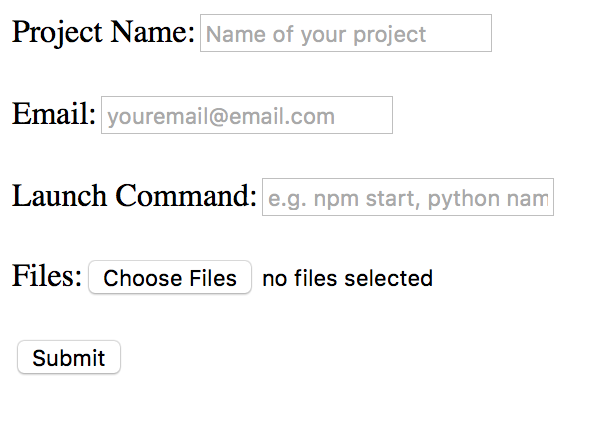 Project Name: Name of your project
Email: youremail@email.com
Launch Command: e.g. npm start, python nam
Files: Choose Files no files selected
Submit